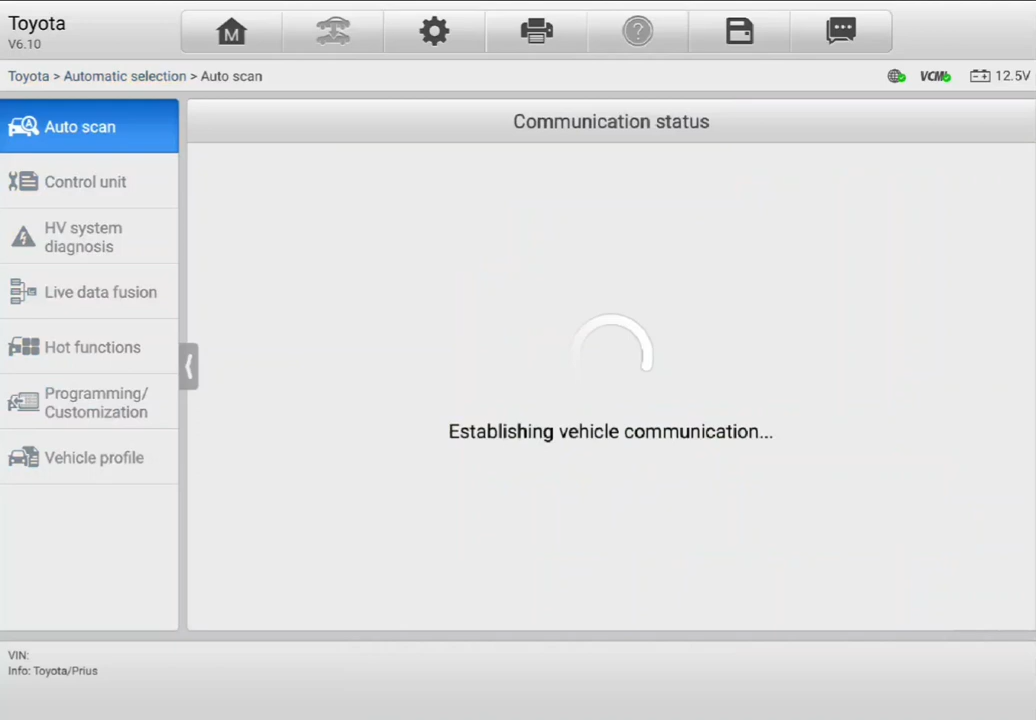 Toyota
V6.10
M
?
Toyota > Automatic selection > Auto scan
VCMI
12.5V
A
Auto scan
Control unit
HV system
diagnosis
Live data fusion
Hot functions
Programming/
Customization
Vehicle profile
Communication status
Establishing vehicle communication...
VIN:
Info: Toyota/Prius